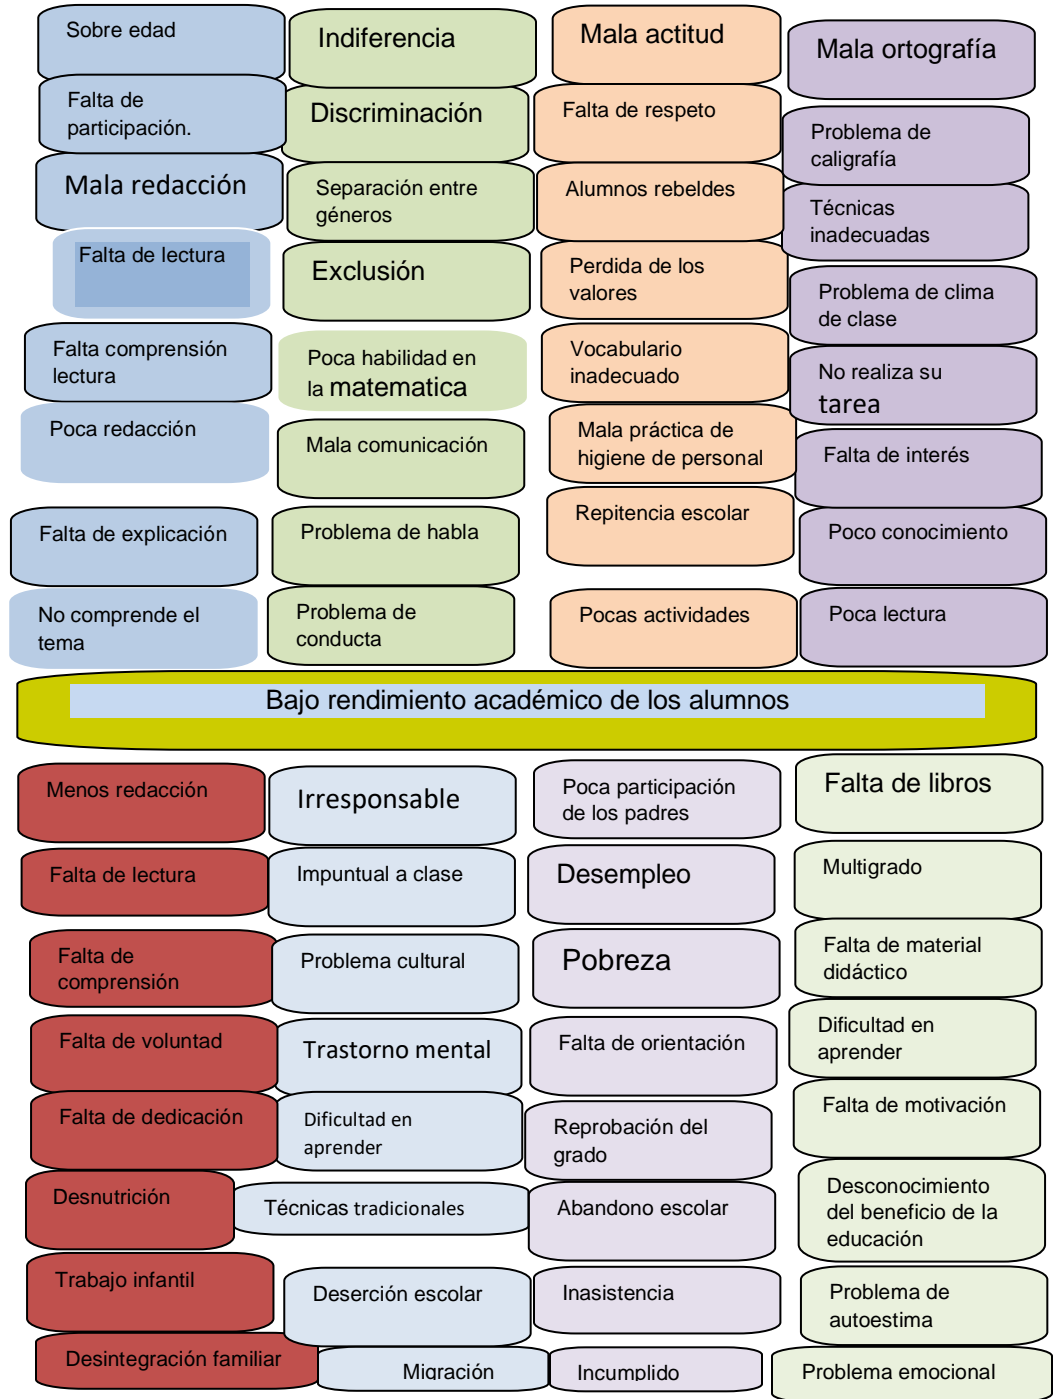 Sobre edad
Falta de
participación.
Mala redacción
Falta de lectura
Falta comprensión
lectura
Poca redacción
Falta de explicación
No comprende el
tema
Indiferencia
Discriminación
Separación entre
géneros
Exclusión
Poca habilidad en
la matematica
Mala comunicación
Problema de habla
Problema de
conducta
Mala actitud
Falta de respeto
Alumnos rebeldes
Perdida de los
valores
Vocabulario
inadecuado
Mala práctica de
higiene de personal
Repitencia escolar
Pocas actividades
Mala ortografía
Problema de
caligrafía
Técnicas
inadecuadas
Problema de clima
de clase
No realiza su
tarea
Falta de interés
Poco conocimiento
Poca lectura
Bajo rendimiento académico de los alumnos
Menos redacción
Falta de lectura
Falta de
comprensión
Falta de voluntad
Falta de dedicación
Desnutrición
Trabajo infantil
Desintegración familiar
Irresponsable
Impuntual a clase
Problema cultural
Trastorno mental
Dificultad en
aprender
Técnicas tradicionales
Deserción escolar
Migración
Poca participación
de los padres
Desempleo
Pobreza
Falta de orientación
Reprobación del
grado
Abandono escolar
Inasistencia
Incumplido
Falta de libros
Multigrado
Falta de material
didáctico
Dificultad en
aprender
Falta de motivación
Desconocimiento
del beneficio de la
educación
Problema de
autoestima
Problema emocional